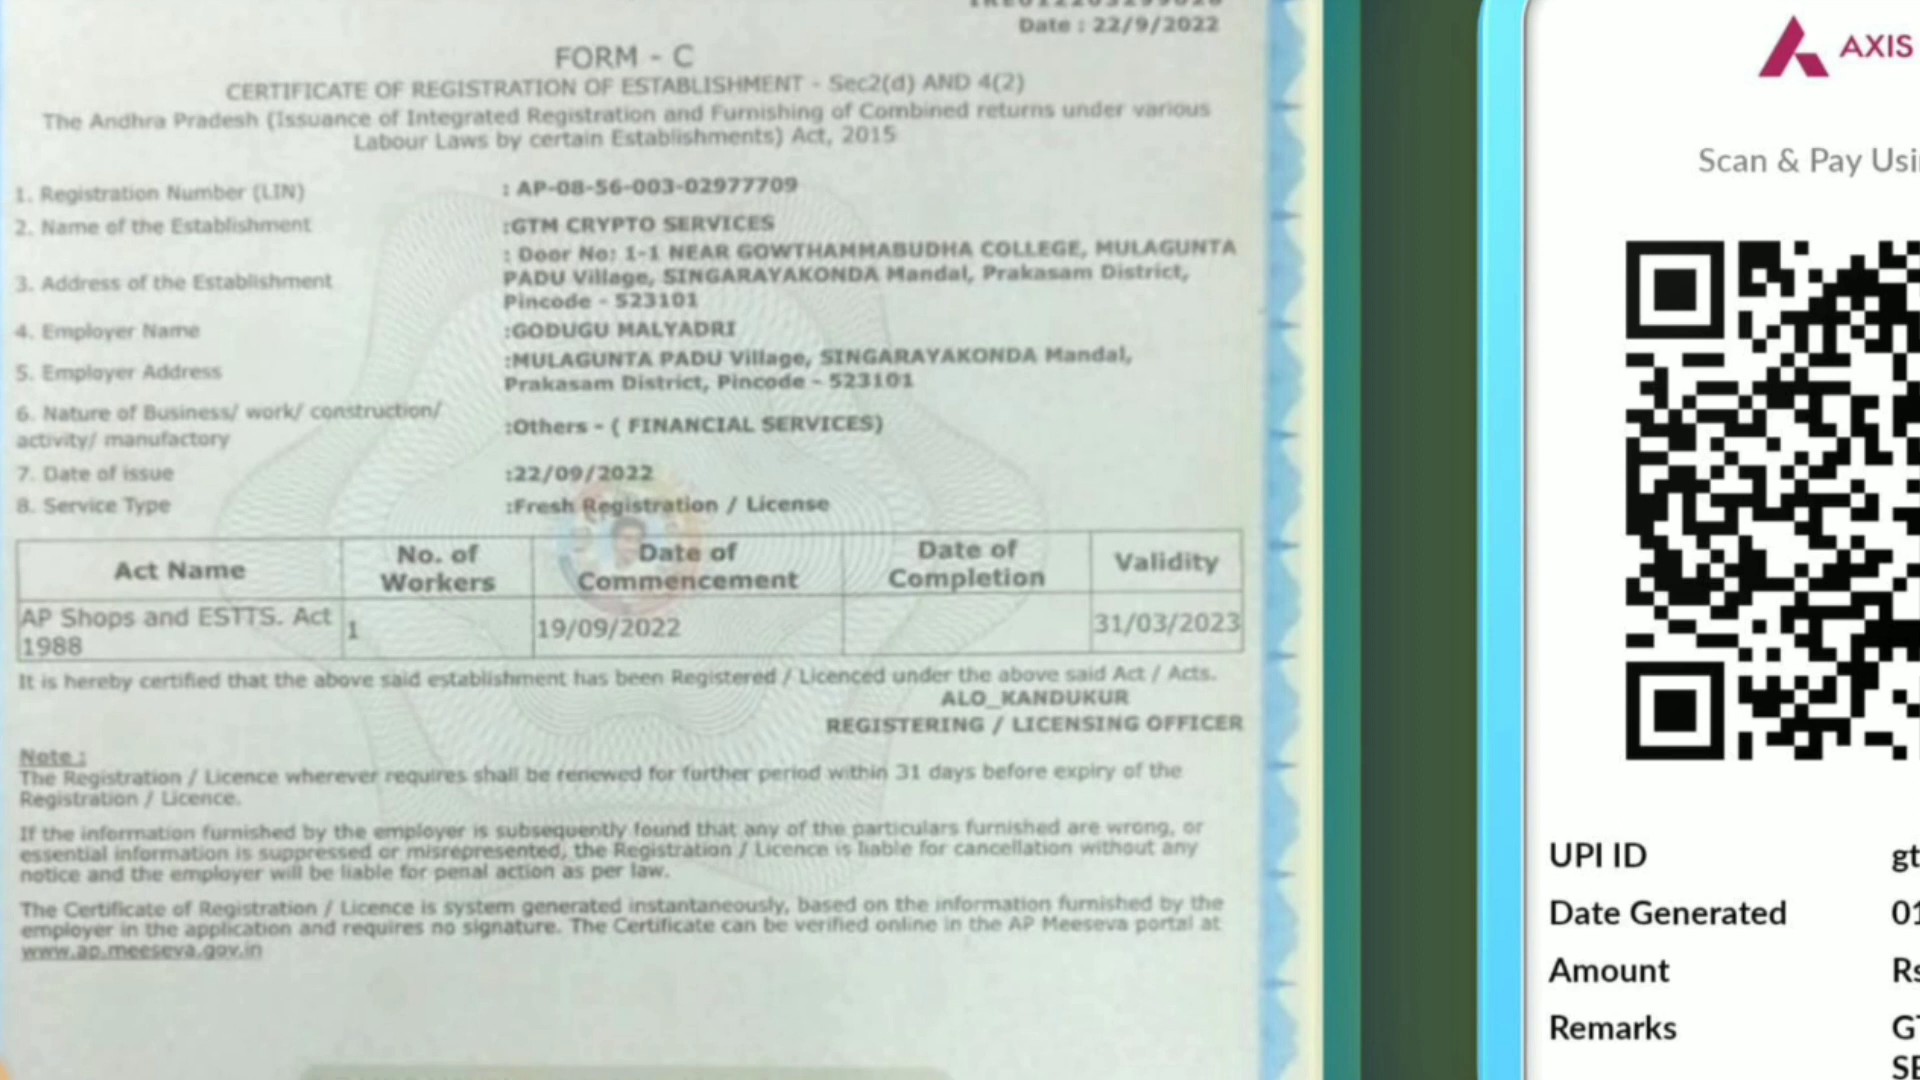 Date : 22/9/2022
FORM - C
CERTIFICATE OF REGISTRATION OF ESTABLISHMENT - Sec2(d) AND 4(2)
The Andhra Pradesh (Issuance of Integrated Registration and Furnishing of Combined returns under various
Labour Laws by certain Establishments) Act, 2015
1. Registration Number (LIN) : AP-08-56-003-02977709
2. Name of the Establishment :GTM CRYPTO SERVICES
3. Address of the Establishment : Door No: 1-1 NEAR GOWTHAMMABUDHA COLLEGE, MULAGUNTA
PADU Village, SINGARAYAKONDA Mandal, Prakasam District,
Pincode - 523101
4. Employer Name :GODUGU MALYADRI
5. Employer Address :MULAGUNTA PADU Village, SINGARAYAKONDA Mandal,
Prakasam District, Pincode - 523101
6. Nature of Business/ work/ construction/
activity/ manufactory :Others - ( FINANCIAL SERVICES)
7. Date of issue :22/09/2022
8. Service Type :Fresh Registration / License
Act Name No. of Workers Date of Commencement Date of Completion Validity
AP Shops and ESTTS. Act 1988 1 19/09/2022 31/03/2023
It is hereby certified that the above said establishment has been Registered / Licenced under the above said Act / Acts.
ALO_KANDUKUR
REGISTERING / LICENSING OFFICER
Note :
The Registration / Licence wherever requires shall be renewed for further period within 31 days before expiry of the
Registration / Licence.
If the information furnished by the employer is subsequently found that any of the particulars furnished are wrong, or
essential information is suppressed or misrepresented, the Registration / Licence is liable for cancellation without any
notice and the employer will be liable for penal action as per law.
The Certificate of Registration / Licence is system generated instantaneously, based on the information furnished by the
employer in the application and requires no signature. The Certificate can be verified online in the AP Meeseva portal at
www.ap.meeseva.gov.in
AXIS
Scan & Pay Usi
UPI ID gt
Date Generated 01
Amount Rs
Remarks GT
SE